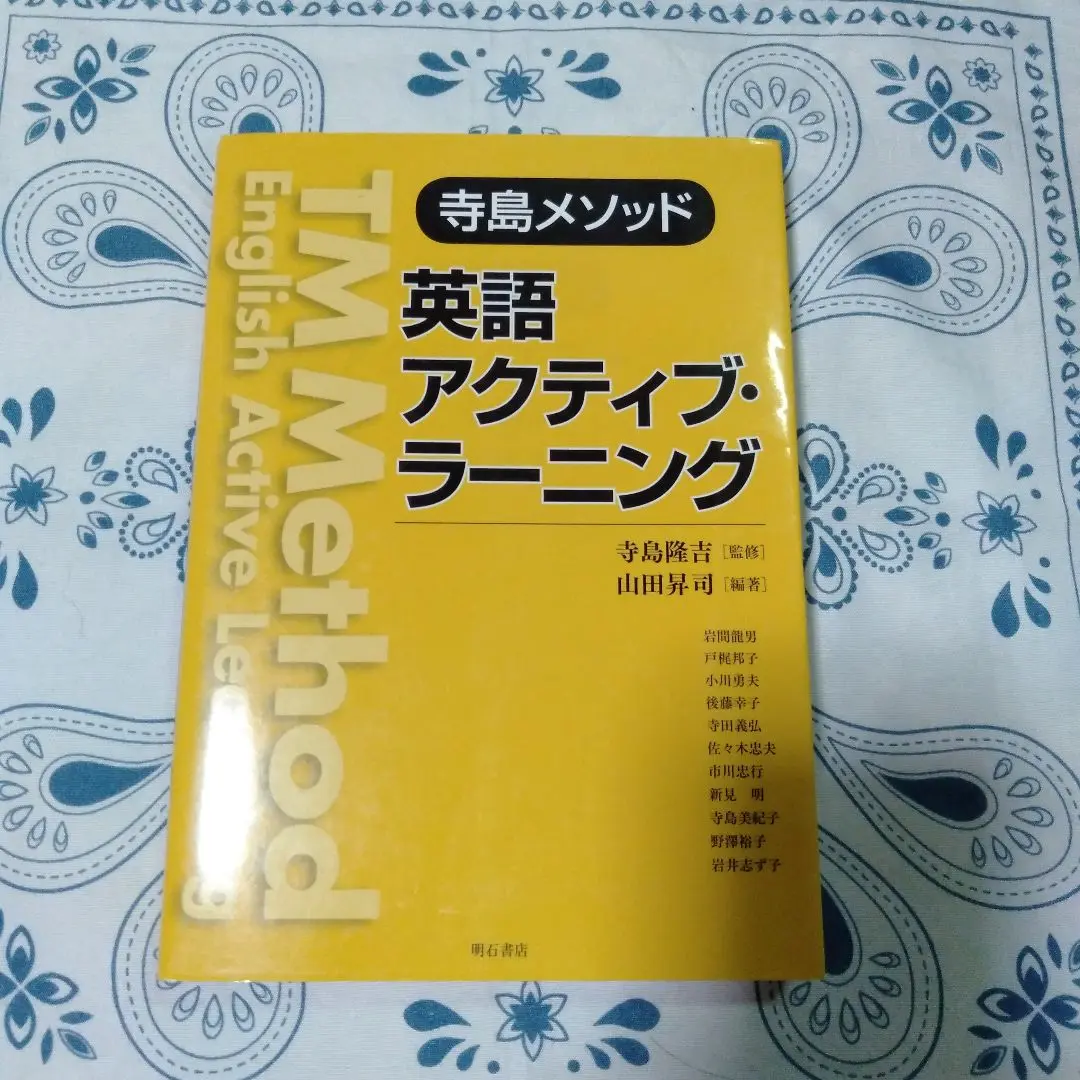 寺島メソッド
英語
アクティブ・
ラーニング
寺島隆吉[監修]
山田昇司[編著]
岩間龍男
戸梶邦子
小川勇夫
後藤幸子
寺田義弘
佐々木忠夫
市川忠行
新見 明
寺島美紀子
野澤裕子
岩井志ず子
明石書店
TMMethod
English Active